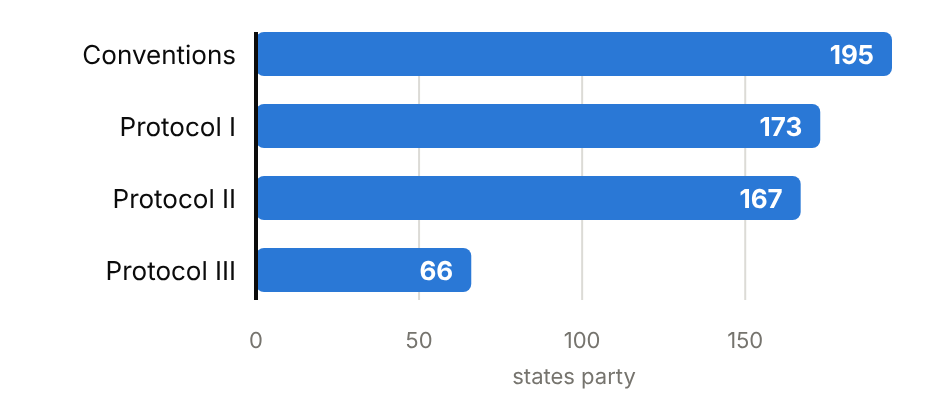 Conventions 195
Protocol I 173
Protocol II 167
Protocol III 66
0 50 100 150
states party